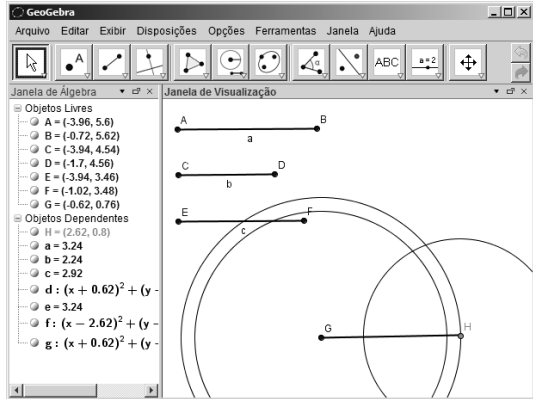 GeoGebra
Arquivo Editar Exibir Disposições Opções Ferramentas Janela Ajuda
A
α
ABC
a=2
Janela de Álgebra
Janela de Visualização
Objetos Livres
A = (-3.96, 5.6)
B = (-0.72, 5.62)
C = (-3.94, 4.54)
D = (-1.7, 4.56)
E = (-3.94, 3.46)
F = (-1.02, 3.48)
G = (-0.62, 0.76)
Objetos Dependentes
H = (2.62, 0.8)
a = 3.24
b = 2.24
c = 2.92
d : (x + 0.62)² + (y -
e = 3.24
f : (x − 2.62)² + (y -
g : (x + 0.62)² + (y -
A B
a
C D
b
E F
c
G H